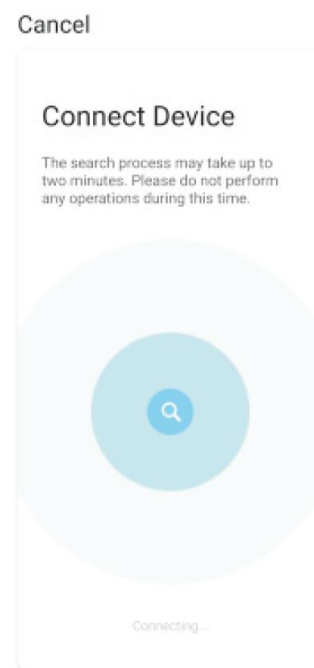 Cancel
Connect Device
The search process may take up to
two minutes. Please do not perform
any operations during this time.
Connecting...